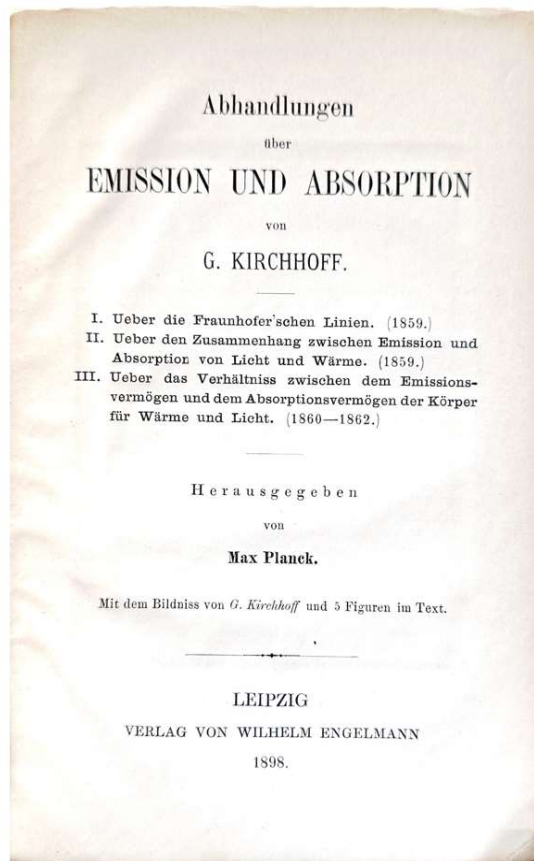 Abhandlungen
über
EMISSION UND ABSORPTION
von
G. KIRCHHOFF.
I. Ueber die Fraunhofer'schen Linien. (1859.)
II. Ueber den Zusammenhang zwischen Emission und
Absorption von Licht und Wärme. (1859.)
III. Ueber das Verhältniss zwischen dem Emissions-
vermögen und dem Absorptionsvermögen der Körper
für Wärme und Licht. (1860—1862.)
Herausgegeben
von
Max Planck.
Mit dem Bildniss von G. Kirchhoff und 5 Figuren im Text.
LEIPZIG
VERLAG VON WILHELM ENGELMANN
1898.